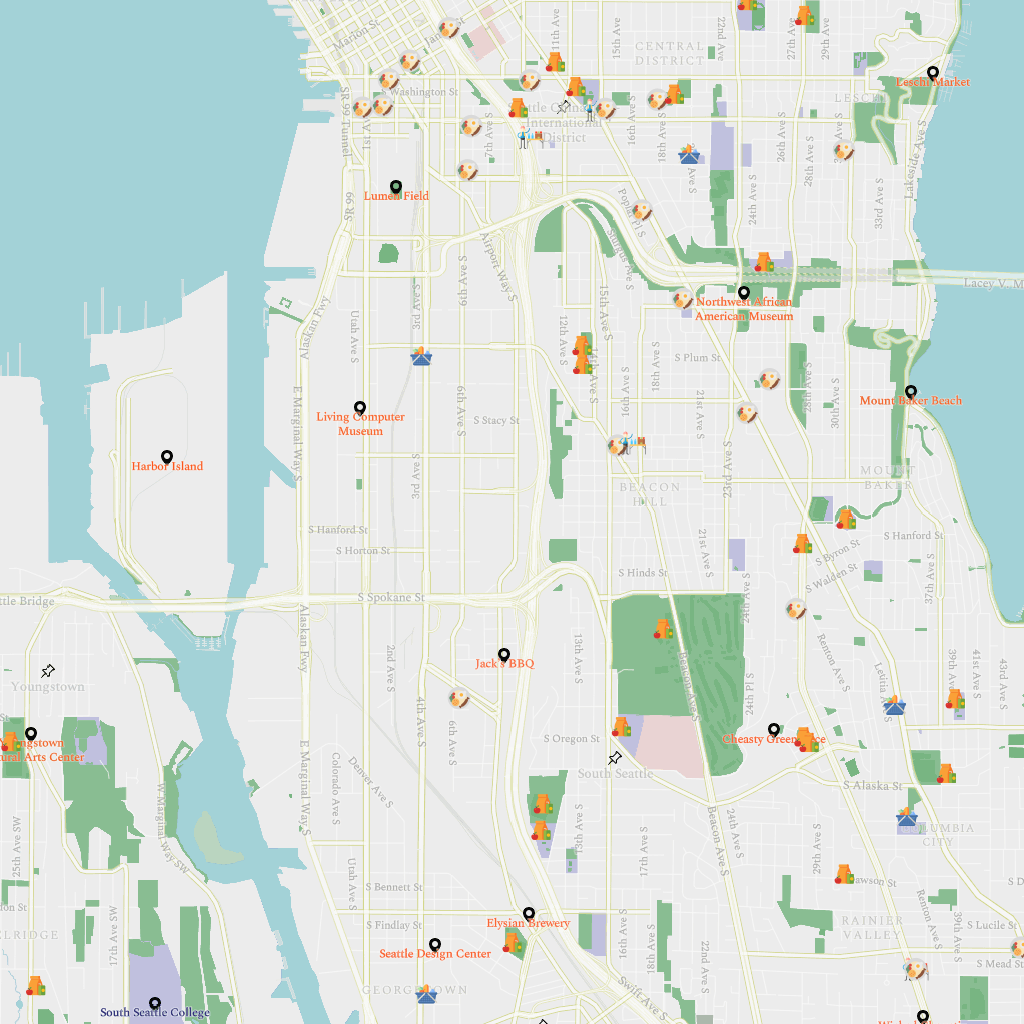 Marion St
11th Ave
15th Ave
CENTRAL
DISTRICT
22nd Ave
27th Ave
29th Ave
Leschi Market
S Washington St
LESCHI
SR 99 Tunnel
1st Ave
7th Ave S
International
District
16th Ave S
18th Ave S
Ave S
26th Ave S
28th Ave S
Lakeside Ave S
Lumen Field
SR 99
24th Ave S
33rd Ave S
Poplar Pl S
Sturgus Ave S
Airport Way S
6th Ave S
3rd Ave S
Alaskan Fwy
15th Ave S
Lacey V. M
Northwest African
American Museum
Utah Ave S
12th Ave S
S Plum St
18th Ave S
16th Ave S
21st Ave S
28th Ave S
30th Ave S
Mount Baker Beach
E Marginal Way S
Living Computer
Museum
6th Ave S
S Stacy St
Harbor Island
3rd Ave S
23rd Ave S
MOUNT
BAKER
BEACON
HILL
S Hanford St
S Horton St
21st Ave S
S Byron St
S Hanford St
S Hinds St
S Walden St
37th Ave S
24th Ave S
ttle Bridge
S Spokane St
Alaskan Fwy
2nd Ave S
Jack's BBQ
13th Ave S
Beacon Ave S
Renton Ave S
39th Ave S
41st Ave S
43rd Ave S
Youngstown
24th Pl S
Letitia Ave S
4th Ave S
6th Ave S
S Oregon St
Cheasty Green
ural Arts Center
E Marginal Way S
South Seattle
Denver Ave S
Colorado Ave S
S Alaska St
W Marginal Way SW
25th Ave SW
13th Ave S
17th Ave S
Beacon Ave S
24th Ave S
29th Ave S
COLUMBIA
CITY
Utah Ave S
S Bennett St
Dawson St
S D
Elysian Brewery
S Findlay St
17th Ave SW
16th Ave S
18th Ave S
22nd Ave S
RAINIER
VALLEY
Renton Ave S
39th Ave S
S Lucile St
S Mead St
Seattle Design Center
GEORGETOWN
Swift Ave S
South Seattle College